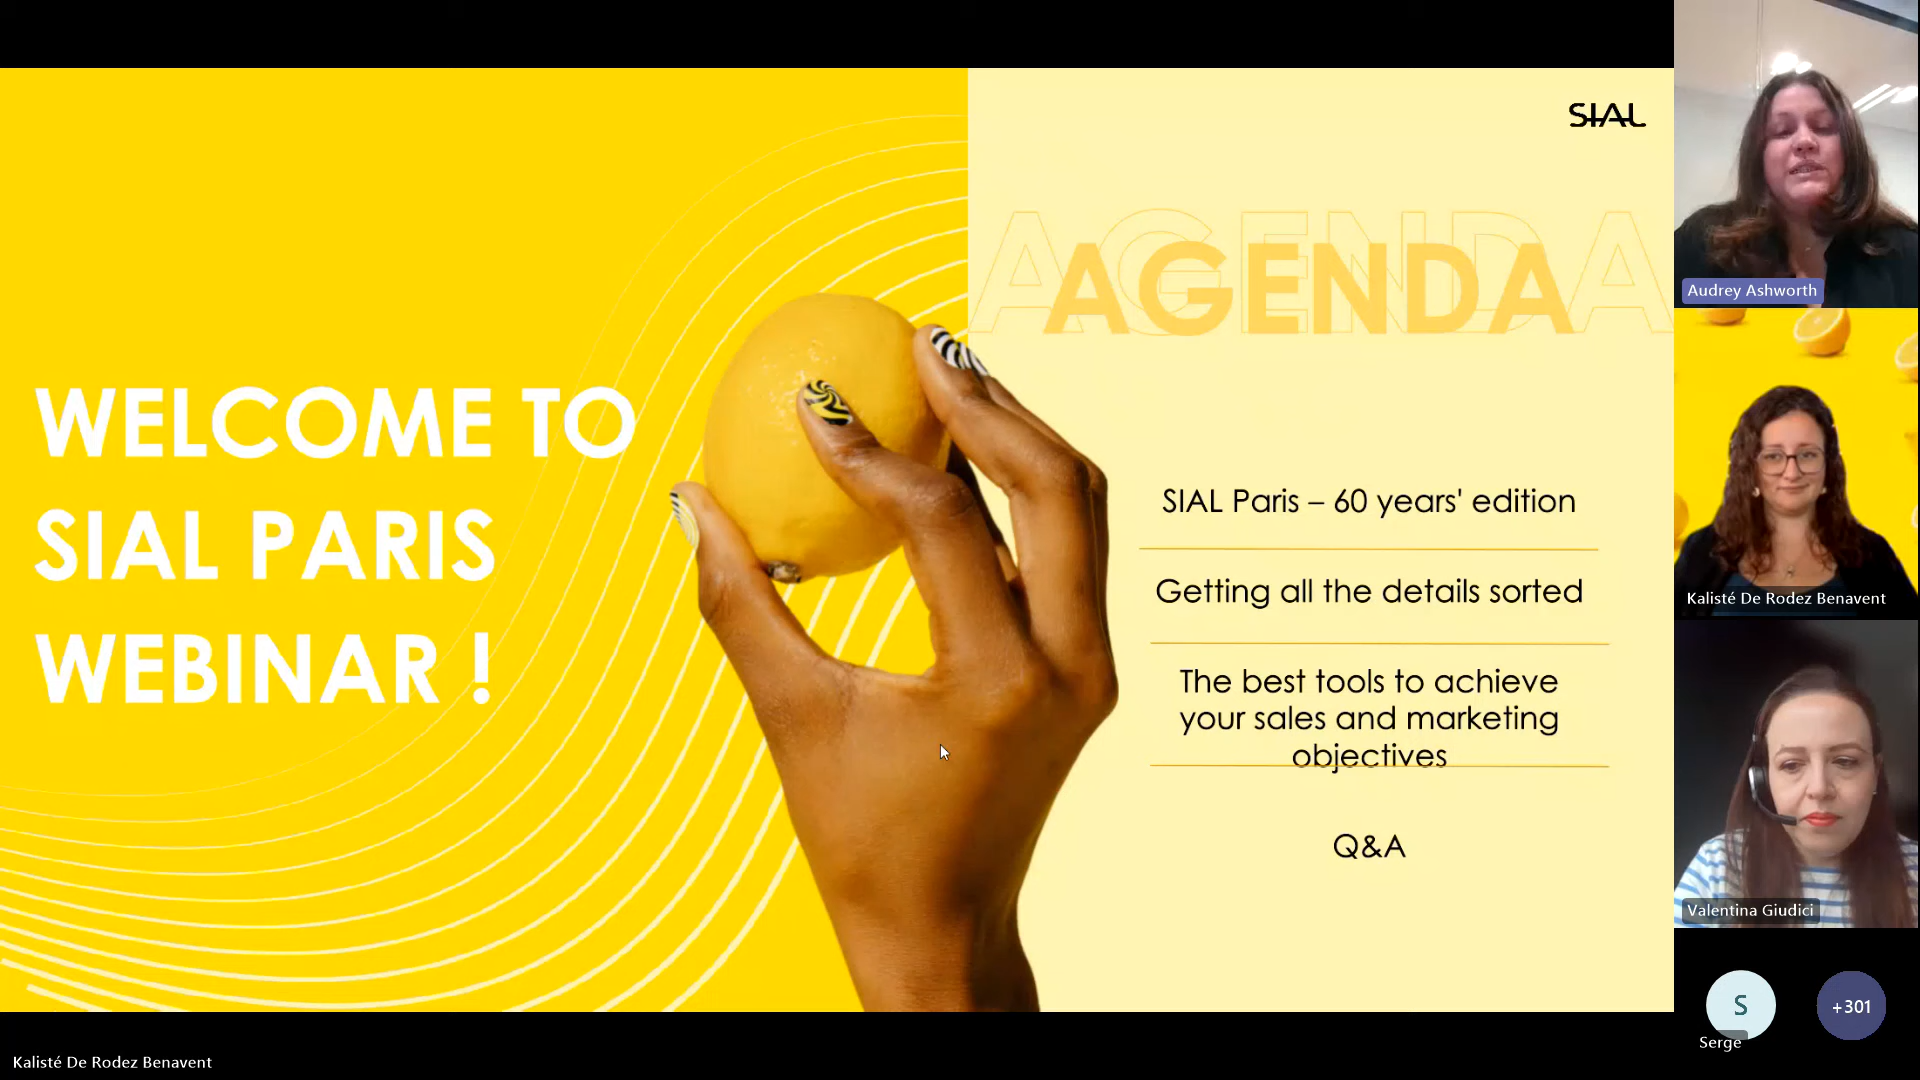 WELCOME TO
SIAL PARIS
WEBINAR !
SIAL
AGENDA
AGENDA
SIAL Paris – 60 years' edition
Getting all the details sorted
The best tools to achieve
your sales and marketing
objectives
Q&A
Audrey Ashworth
Kalisté De Rodez Benavent
Valentina Giudici
S
Serge
+301
Kalisté De Rodez Benavent